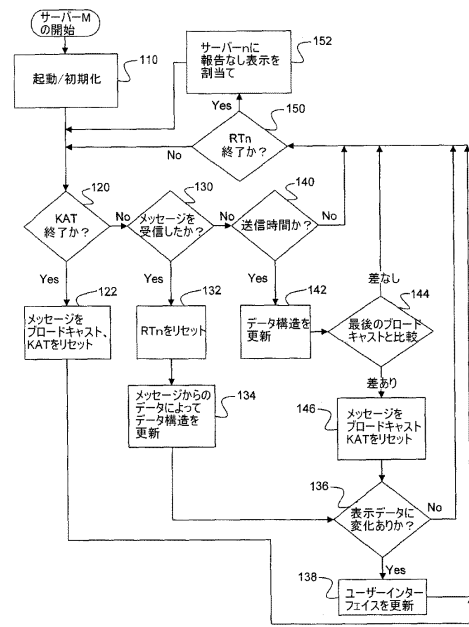 サーバーM
の開始
110
起動/初期化
サーバーnに
報告なし表示を
割当て
152
Yes
150
RTn
終了か?
No
120
KAT
終了か?
No
130
メッセージを
受信したか?
No
140
送信時間か?
No
Yes
122
メッセージを
ブロードキャスト、
KATをリセット
Yes
132
RTnをリセット
134
メッセージからの
データによって
データ構造を
更新
Yes
142
データ構造を
更新
差なし
144
最後のブロード
キャストと比較
差あり
146
メッセージを
ブロードキャスト
KATをリセット
136
表示データに
変化ありか?
No
Yes
138
ユーザーインター
フェイスを更新